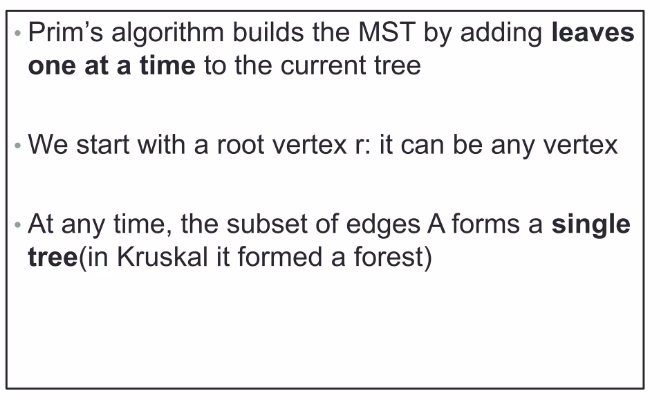 • Prim's algorithm builds the MST by adding leaves
one at a time to the current tree
• We start with a root vertex r: it can be any vertex
• At any time, the subset of edges A forms a single
tree(in Kruskal it formed a forest)